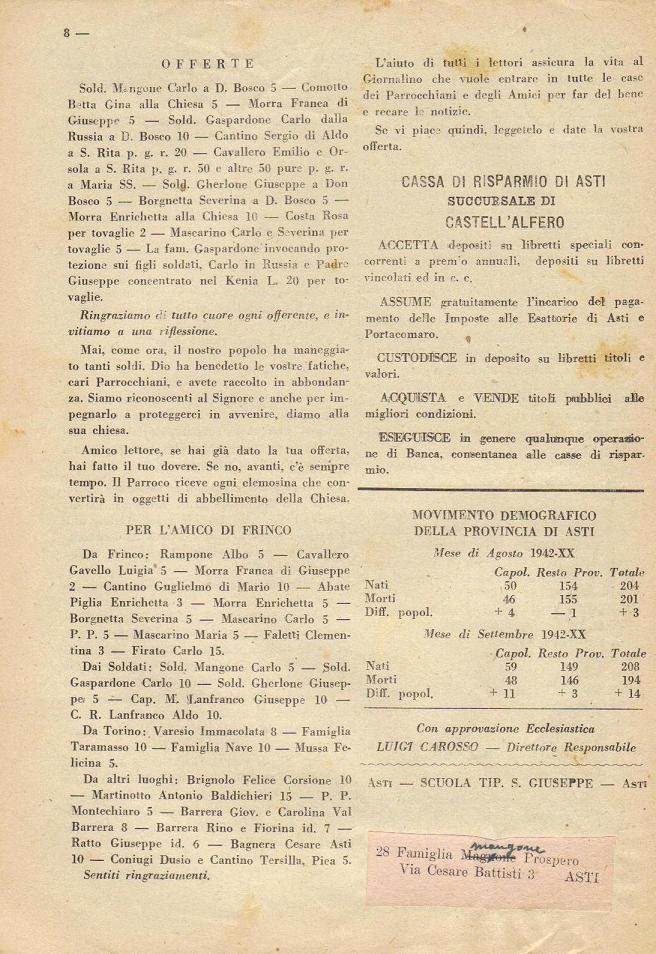 8 —
OFFERTE
Sold. Mangone Carlo a D. Bosco 5 — Comotto
Betta Gina alla Chiesa 5 — Morra Franca di
Giuseppe 5 — Sold. Gaspardone Carlo dalla
Russia a D. Bosco 10 — Cantino Sergio di Aldo
a S. Rita p. g. r. 20 — Cavallero Emilio e Or-
sola a S. Rita p. g. r. 50 e altre 50 pure p. g. r.
a Maria SS. — Sold. Gherlone Giuseppe a Don
Bosco 5 — Borgnetta Severina a D. Bosco 5 —
Morra Enrichetta alla Chiesa 10 — Costa Rosa
per tovaglie 2 — Mascarino Carlo e Severina per
tovaglie 5 — La fam. Gaspardone invocando pro-
tezione sui figli soldati, Carlo in Russia e Padre
Giuseppe concentrato nel Kenia L. 20 per to-
vaglie.
Ringraziamo di tutto cuore ogni offerente, e in-
vitiamo a una riflessione.
Mai, come ora, il nostro popolo ha maneggia-
to tanti soldi. Dio ha benedetto le vostre fatiche,
cari Parrocchiani, e avete raccolto in abbondan-
za. Siamo riconoscenti al Signore e anche per im-
pegnarlo a proteggerci in avvenire, diamo alla
sua chiesa.
Amico lettore, se hai già dato la tua offerta,
hai fatto il tuo dovere. Se no, avanti, c'è sempre
tempo. Il Parroco riceve ogni elemosina che con-
vertirà in oggetti di abbellimento della Chiesa.
PER L'AMICO DI FRINCO
Da Frinco: Rampone Albo 5 — Cavallero
Gavello Luigia 5 — Morra Franca di Giuseppe
2 — Cantino Guglielmo di Mario 10 — Abate
Piglia Enrichetta 3 — Morra Enrichetta 5 —
Borgnetta Severina 5 — Mascarino Carlo 5 —
P. P. 5 — Mascarino Maria 5 — Faletti Clemen-
tina 3 — Firato Carlo 15.
Dai Soldati: Sold. Mangone Carlo 5 — Sold.
Gaspardone Carlo 10 — Sold. Gherlone Giusep-
pe 5 — Cap. M. Lanfranco Giuseppe 10 —
C. R. Lanfranco Aldo 10.
Da Torino: Varesio Immacolata 8 — Famiglia
Taramasso 10 — Famiglia Nave 10 — Mussa Fe-
licina 5.
Da altri luoghi: Brignolo Felice Corsione 10
— Martinotto Antonio Baldichieri 15 — P. P.
Montechiaro 5 — Barrera Giov. e Carolina Val
Barrera 8 — Barrera Rino e Fiorina id. 7 —
Ratto Giuseppe id. 6 — Bagnera Cesare Asti
10 — Coniugi Dusio e Cantino Tersilla, Piea 5.
Sentiti ringraziamenti.
L'aiuto di tutti i lettori assicura la vita al
Giornalino che vuole entrare in tutte le case
dei Parrocchiani e degli Amici per far del bene
e recare le notizie.
Se vi piace quindi, leggetelo e date la vostra
offerta.
CASSA DI RISPARMIO DI ASTI
SUCCURSALE DI
CASTELL'ALFERO
ACCETTA depositi su libretti speciali con-
correnti a premio annuali, depositi su libretti
vincolati ed in c. c.
ASSUME gratuitamente l'incarico del paga-
mento delle Imposte alle Esattorie di Asti e
Portacomaro.
CUSTODISCE in deposito su libretti titoli e
valori.
ACQUISTA e VENDE titoli pubblici alle
migliori condizioni.
ESEGUISCE in genere qualunque operazio-
ne di Banca, consentanea alle casse di rispar-
mio.
MOVIMENTO DEMOGRAFICO
DELLA PROVINCIA DI ASTI
Mese di Agosto 1942-XX
Capol. Resto Prov. Totale
Nati 50 154 204
Morti 46 155 201
Diff. popol. + 4 — 1 + 3
Mese di Settembre 1942-XX
Capol. Resto Prov. Totale
Nati 59 149 208
Morti 48 146 194
Diff. popol. + 11 + 3 + 14
Con approvazione Ecclesiastica
LUIGI CAROSSO — Direttore Responsabile
ASTI — SCUOLA TIP. S. GIUSEPPE — ASTI
mangone
28 Famiglia Magnone Prospero
Via Cesare Battisti 3 ASTI